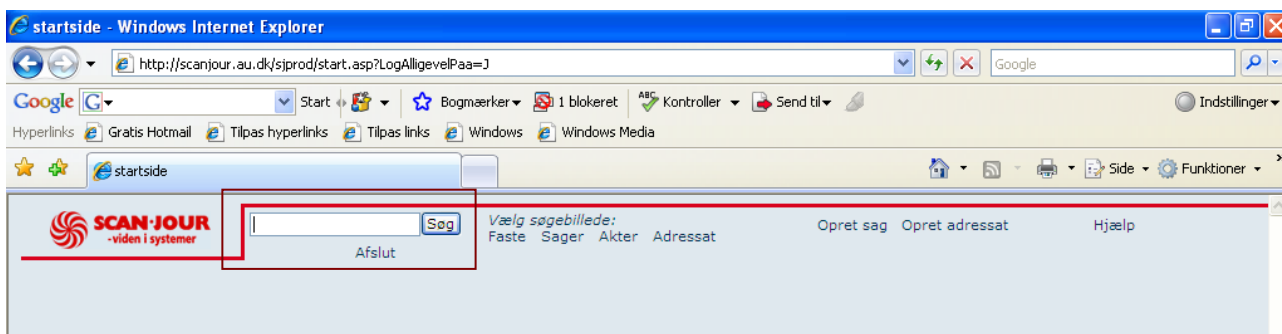 startside - Windows Internet Explorer
http://scanjour.au.dk/sjprod/start.asp?LogAlligevelPaa=J
Google
Google G Start Bogmærker 1 blokeret ABC Kontroller Send til Indstillinger
Hyperlinks Gratis Hotmail Tilpas hyperlinks Tilpas links Windows Windows Media
startside Side Funktioner
SCAN·JOUR
-viden i systemer
Søg
Afslut
Vælg søgebillede:
Faste Sager Akter Adressat
Opret sag Opret adressat Hjælp